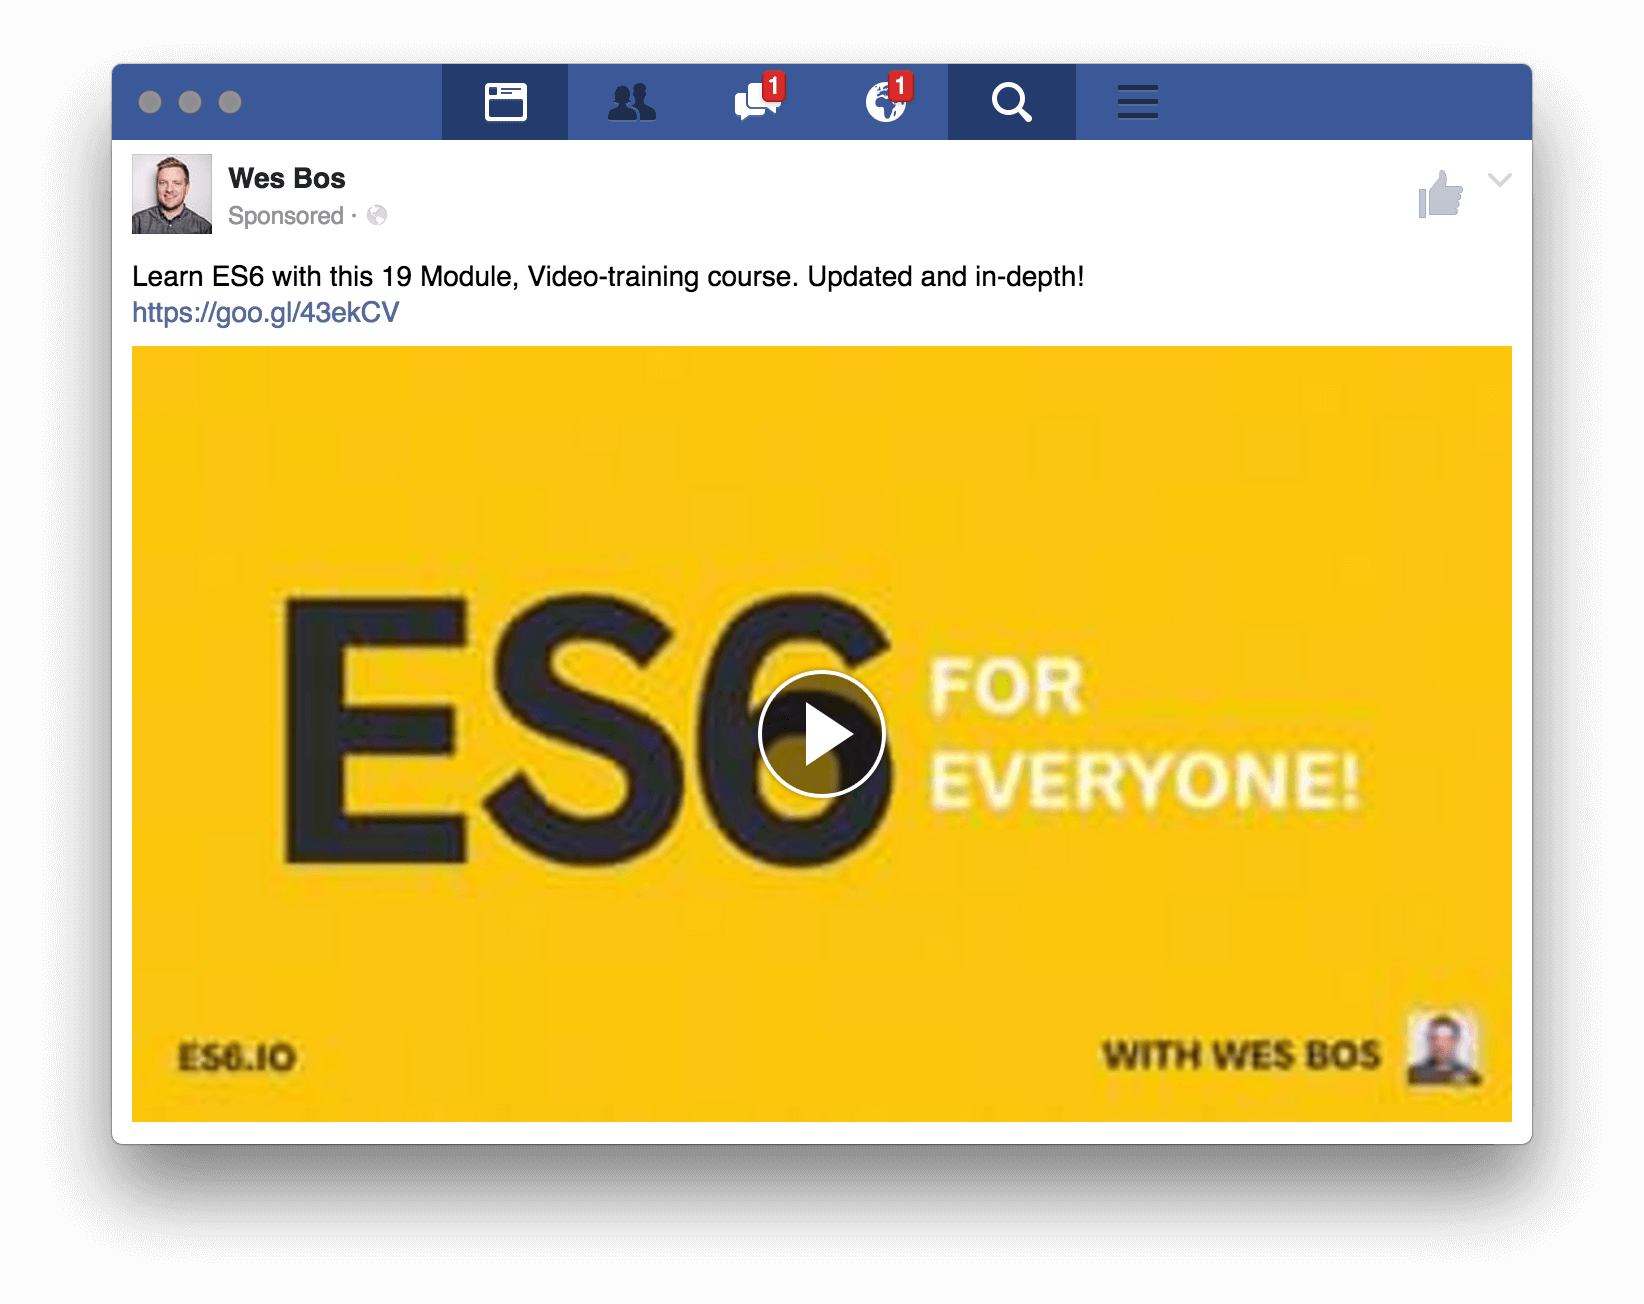 1
1
Wes Bos
Sponsored ·
Learn ES6 with this 19 Module, Video-training course. Updated and in-depth!
https://goo.gl/43ekCV
ES6
FOR
EVERYONE!
ES6.IO
WITH WES BOS